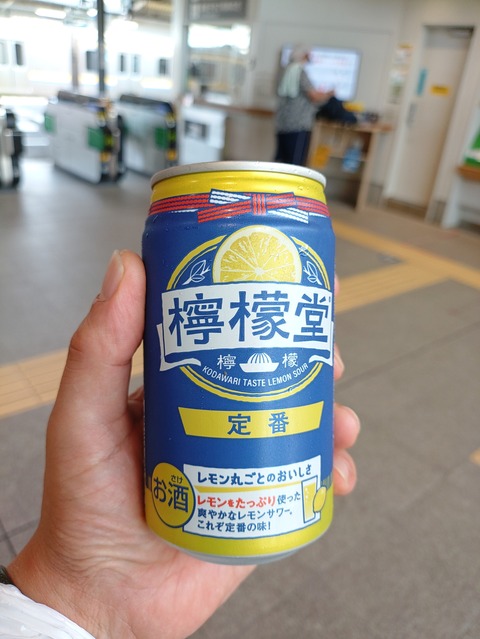 檸檬堂
檸 檬
KODAWARI TASTE LEMON SOUR
定番
さけ
お酒
レモン丸ごとのおいしさ
レモンをたっぷり使った
爽やかなレモンサワー。
これぞ定番の味!